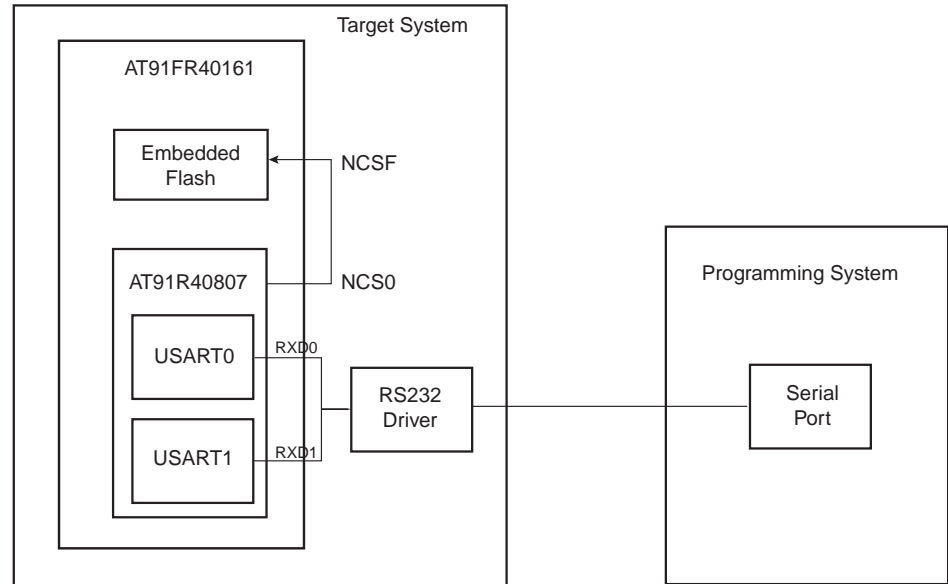 Target System
AT91FR40161
Embedded
Flash
NCSF
AT91R40807
NCS0
USART0
RXD0
USART1
RXD1
RS232
Driver
Programming System
Serial
Port